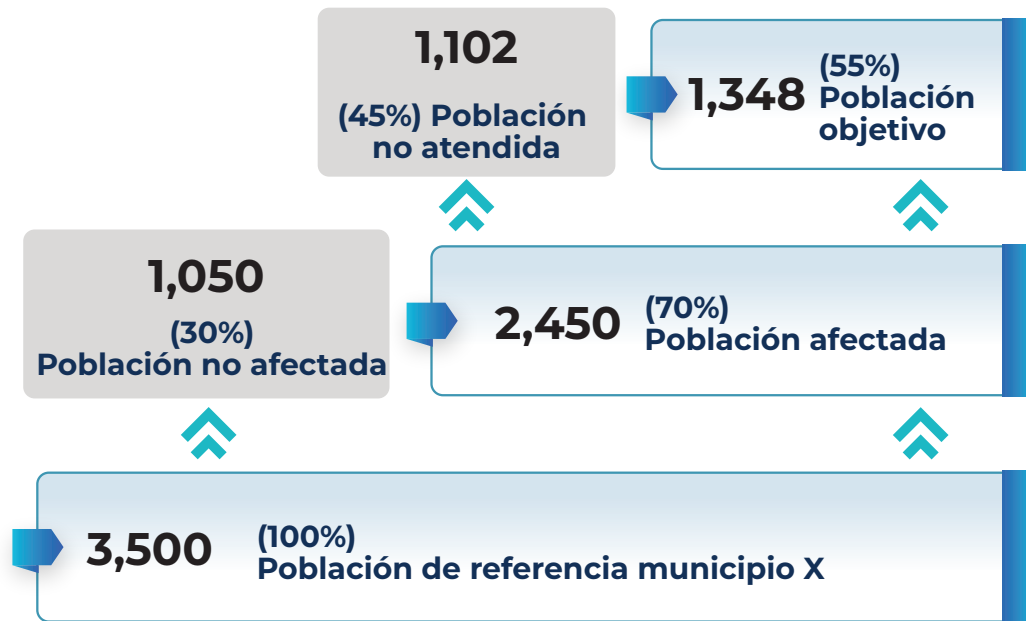 1,102
(45%) Población
no atendida
1,348
(55%)
Población
objetivo
1,050
(30%)
Población no afectada
2,450
(70%)
Población afectada
3,500
(100%)
Población de referencia municipio X